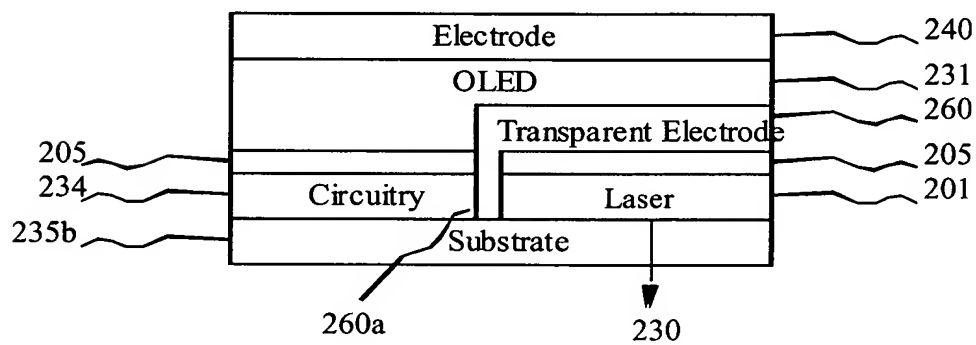 Electrode
240
OLED
231
260
Transparent Electrode
205
205
234
Circuitry
Laser
201
235b
Substrate
260a
230